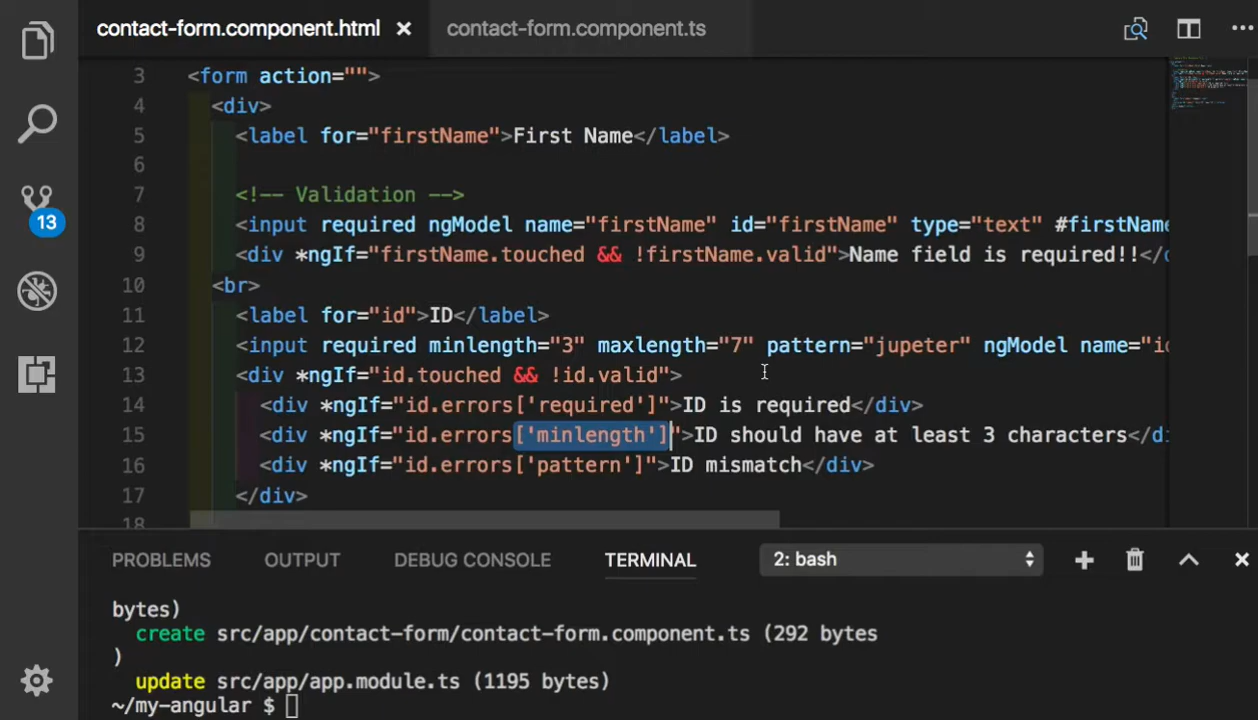 contact-form.component.html contact-form.component.ts
3 <form action="">
4 <div>
5 <label for="firstName">First Name</label>
6
7 <!-- Validation -->
8 <input required ngModel name="firstName" id="firstName" type="text" #firstName
9 <div *ngIf="firstName.touched && !firstName.valid">Name field is required!!</
10 <br>
11 <label for="id">ID</label>
12 <input required minlength="3" maxlength="7" pattern="jupeter" ngModel name="id
13 <div *ngIf="id.touched && !id.valid">
14 <div *ngIf="id.errors['required']">ID is required</div>
15 <div *ngIf="id.errors['minlength']">ID should have at least 3 characters</di
16 <div *ngIf="id.errors['pattern']">ID mismatch</div>
17 </div>
18
13
PROBLEMS OUTPUT DEBUG CONSOLE TERMINAL 2: bash
bytes)
create src/app/contact-form/contact-form.component.ts (292 bytes
)
update src/app/app.module.ts (1195 bytes)
~/my-angular $